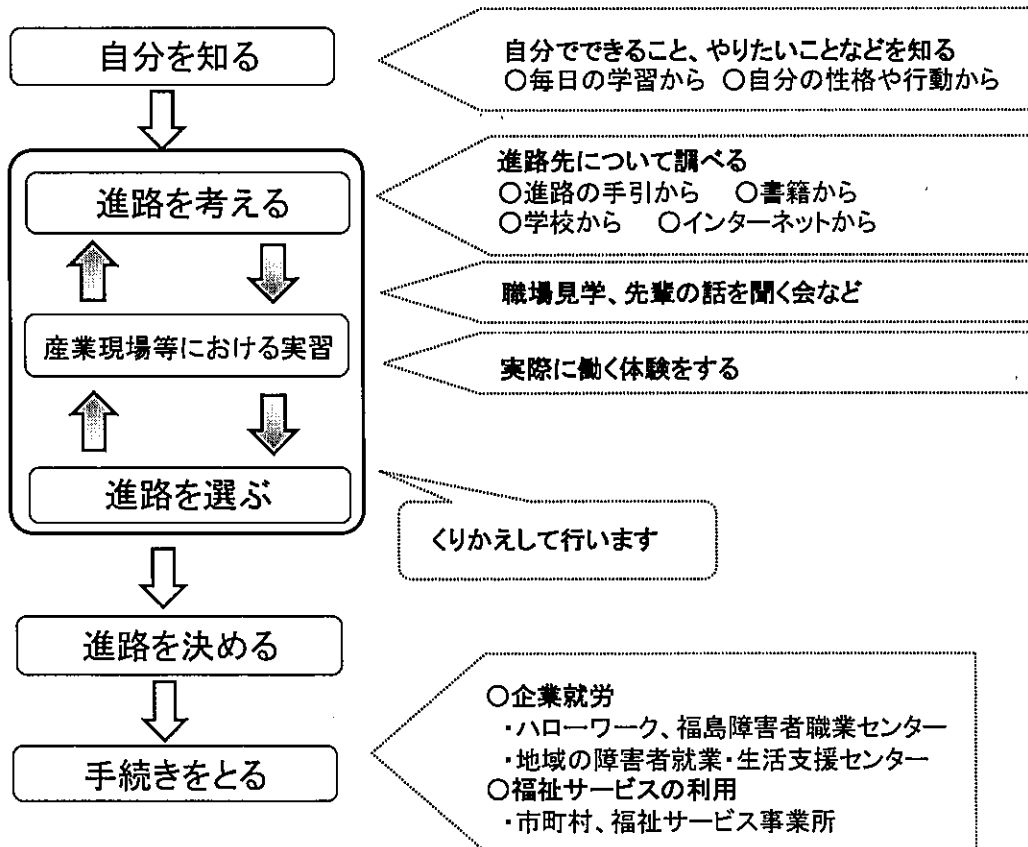 自分を知る
自分でできること、やりたいことなどを知る
○毎日の学習から ○自分の性格や行動から
進路を考える
進路先について調べる
○進路の手引から ○書籍から
○学校から ○インターネットから
職場見学、先輩の話を聞く会など
産業現場等における実習
実際に働く体験をする
進路を選ぶ
くりかえして行います
進路を決める
手続きをとる
○企業就労
・ハローワーク、福島障害者職業センター
・地域の障害者就業・生活支援センター
○福祉サービスの利用
・市町村、福祉サービス事業所